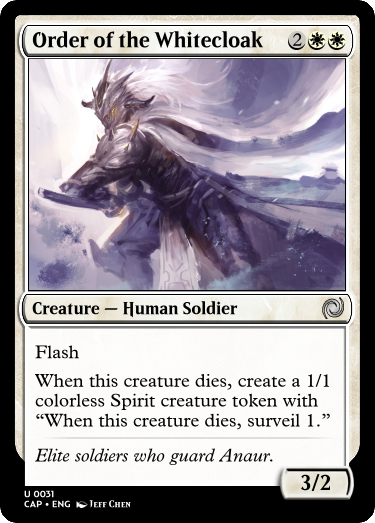 Order of the Whitecloak 2
Creature — Human Soldier
Flash
When this creature dies, create a 1/1
colorless Spirit creature token with
“When this creature dies, surveil 1.”
Elite soldiers who guard Anaur.
3/2
U 0031
CAP • ENG Jeff Chen